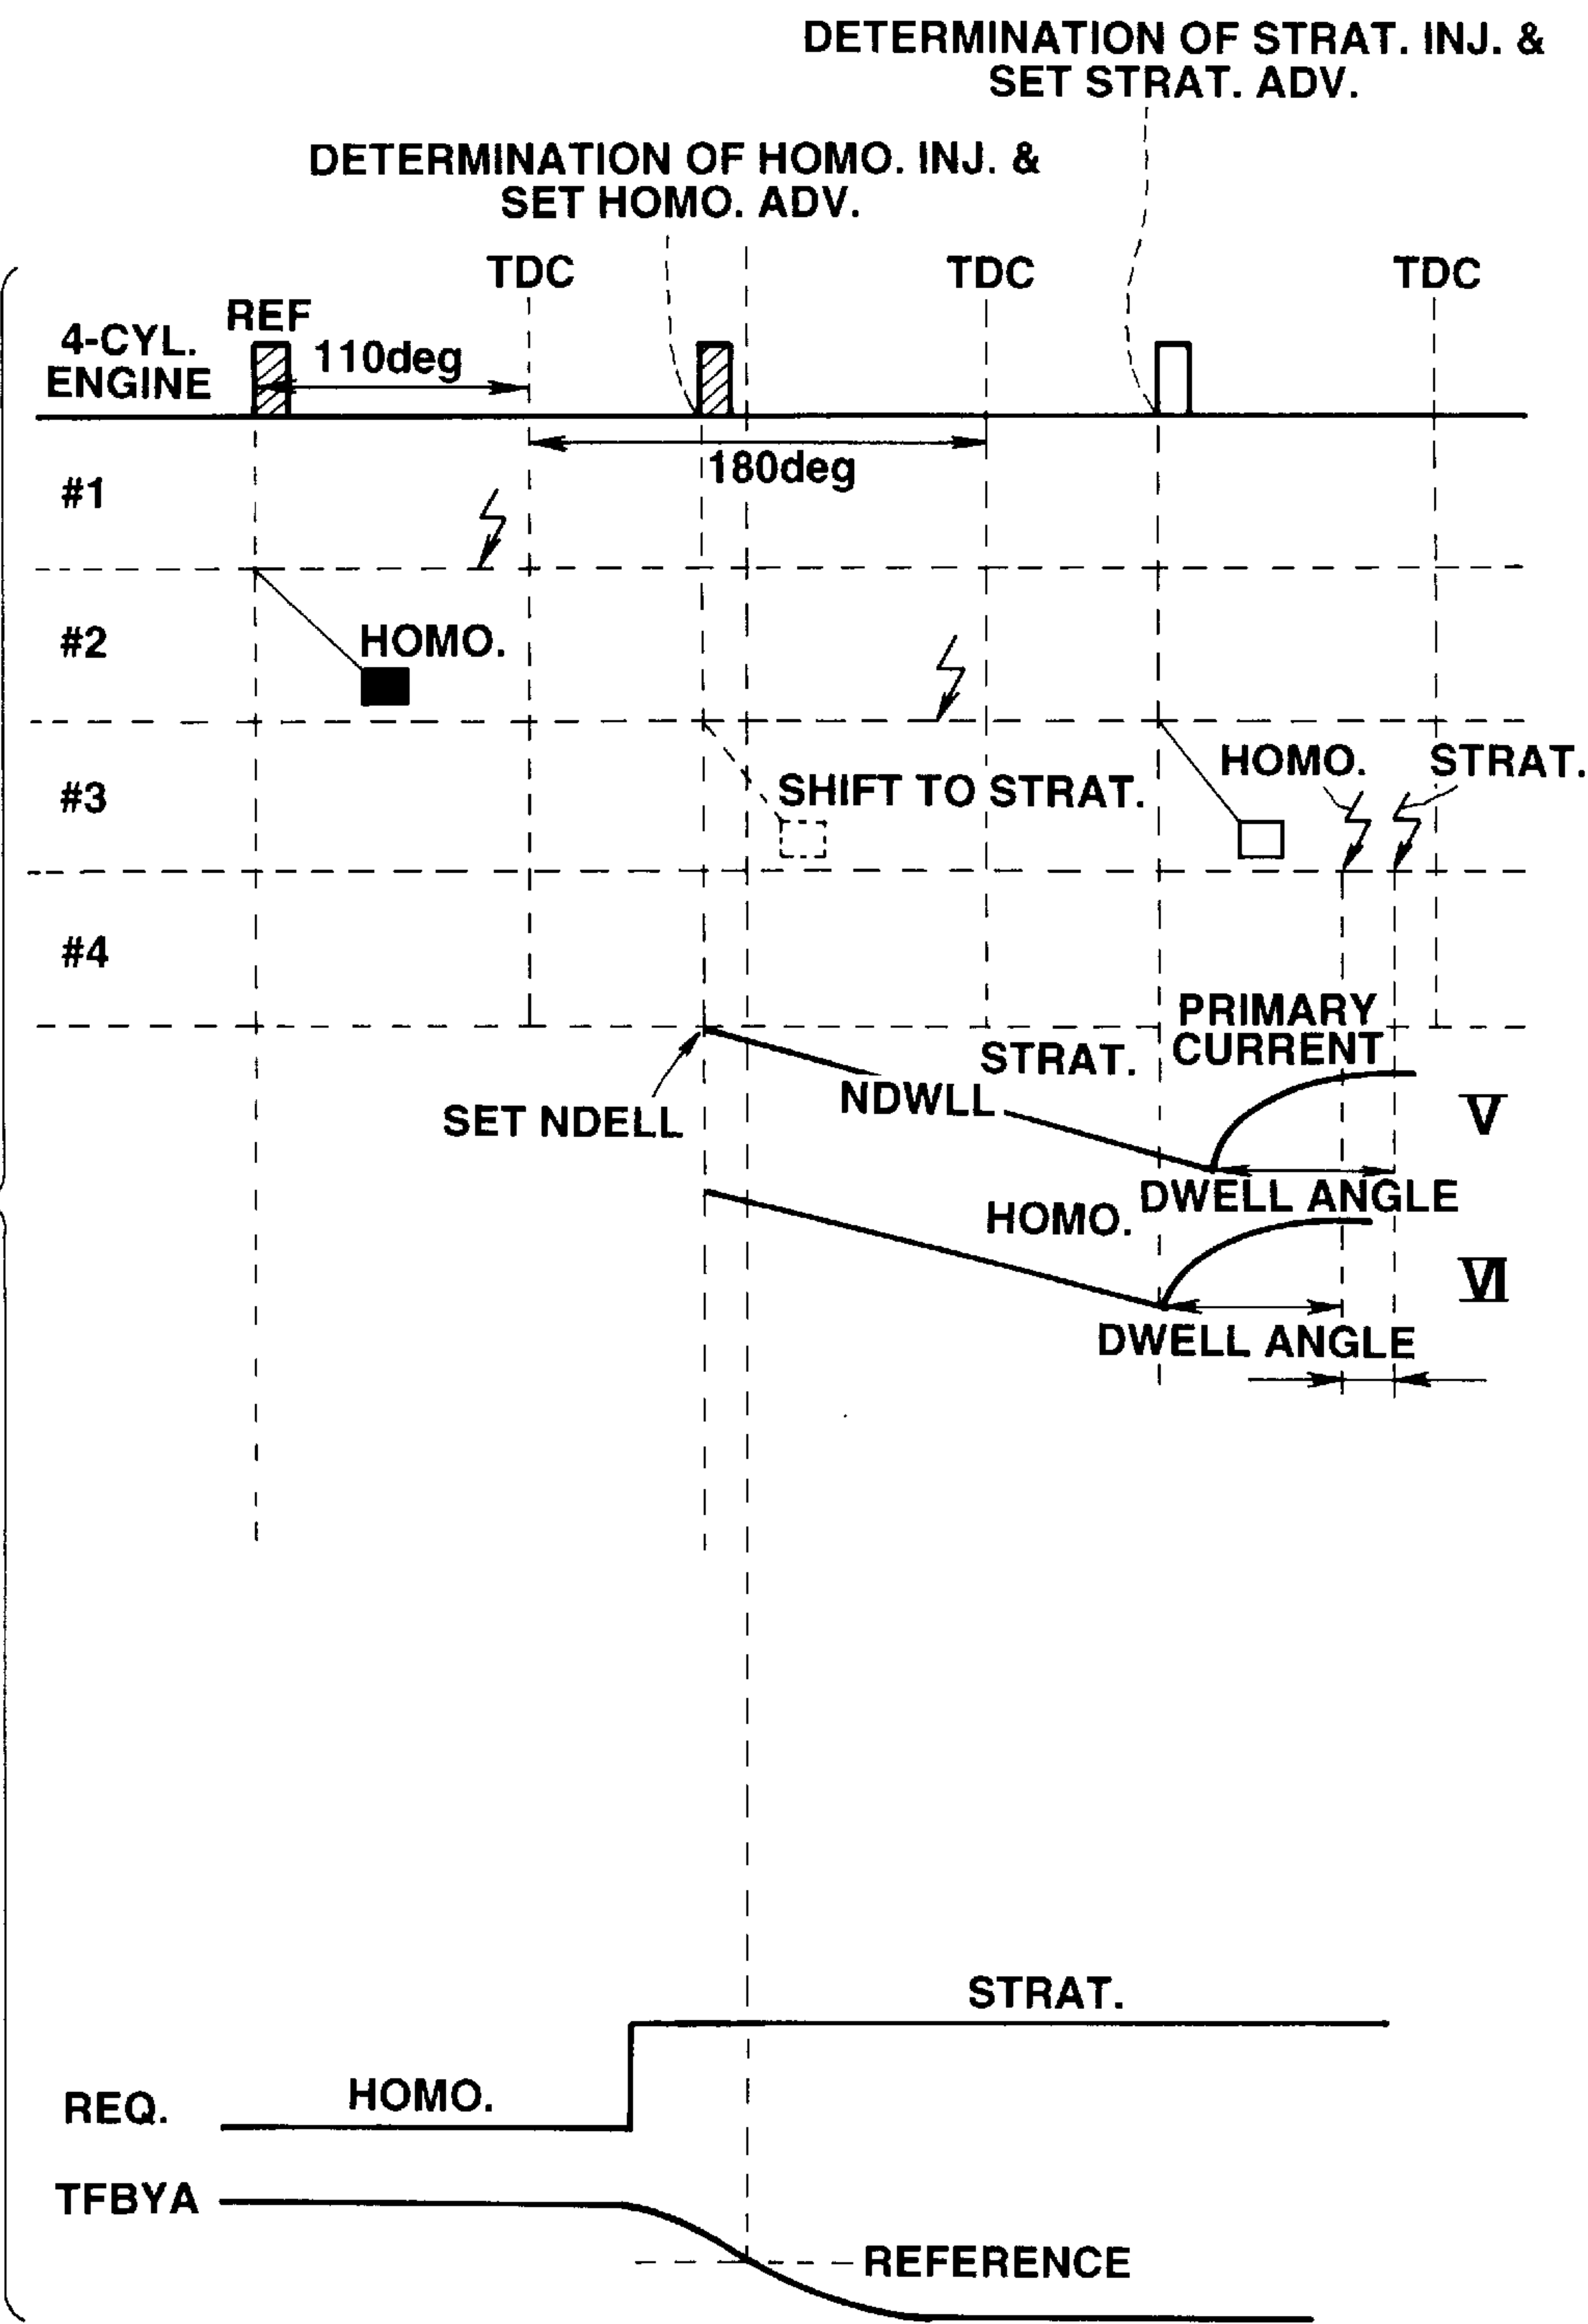 DETERMINATION OF STRAT. INJ. &
SET STRAT. ADV.
DETERMINATION OF HOMO. INJ. &
SET HOMO. ADV.
TDC
TDC
TDC
REF
4-CYL.
ENGINE
110deg
180deg
#1
#2
HOMO.
#3
SHIFT TO STRAT.
HOMO.
STRAT.
#4
PRIMARY
CURRENT
STRAT.
NDWLL
SET NDELL
V
DWELL ANGLE
HOMO.
VI
DWELL ANGLE
STRAT.
REQ.
HOMO.
TFBYA
REFERENCE